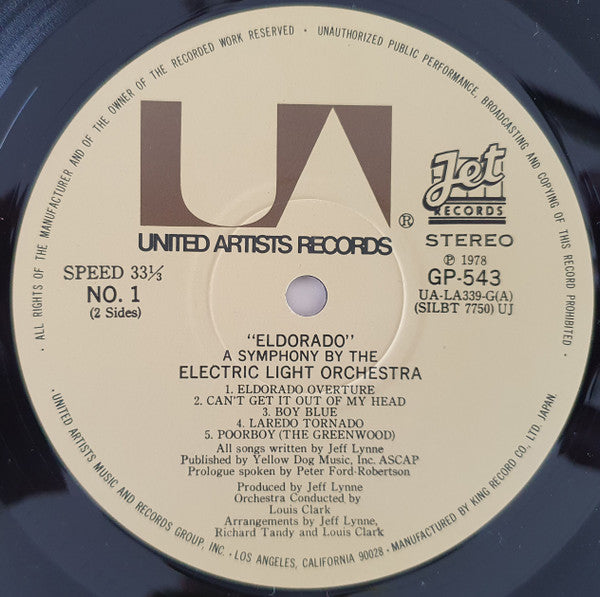 ALL RIGHTS OF THE MANUFACTURER AND OF THE OWNER OF THE RECORDED WORK RESERVED • UNAUTHORIZED PUBLIC PERFORMANCE, BROADCASTING AND COPYING OF THIS RECORD PROHIBITED •
UA
®
UNITED ARTISTS RECORDS
Jet
RECORDS
STEREO
SPEED 33⅓
NO. 1
(2 Sides)
℗ 1978
GP-543
UA-LA339-G(A)
(SILBT 7750) UJ
"ELDORADO"
A SYMPHONY BY THE
ELECTRIC LIGHT ORCHESTRA
1. ELDORADO OVERTURE
2. CAN'T GET IT OUT OF MY HEAD
3. BOY BLUE
4. LAREDO TORNADO
5. POORBOY (THE GREENWOOD)
All songs written by Jeff Lynne
Published by Yellow Dog Music, Inc. ASCAP
Prologue spoken by Peter Ford-Robertson
Produced by Jeff Lynne
Orchestra Conducted by
Louis Clark
Arrangements by Jeff Lynne,
Richard Tandy and Louis Clark
• UNITED ARTISTS MUSIC AND RECORDS GROUP, INC. • LOS ANGELES, CALIFORNIA 90028 • MANUFACTURED BY KING RECORD CO., LTD. JAPAN.